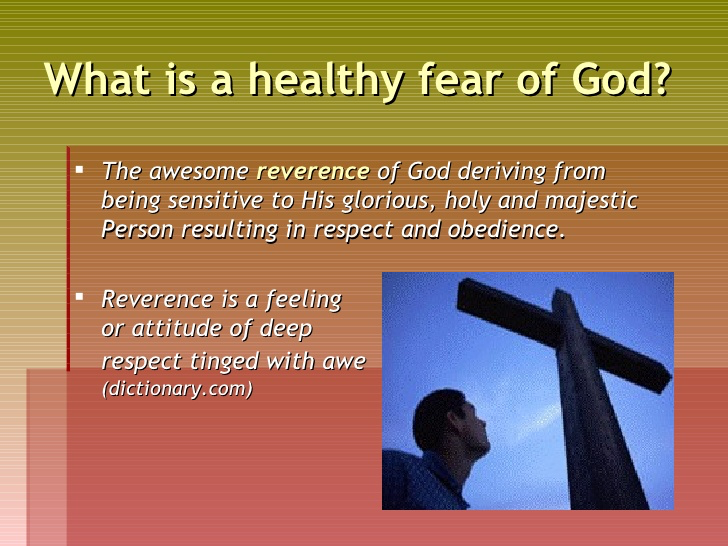 What is a healthy fear of God?
▪ The awesome reverence of God deriving from
being sensitive to His glorious, holy and majestic
Person resulting in respect and obedience.
▪ Reverence is a feeling
or attitude of deep
respect tinged with awe
(dictionary.com)